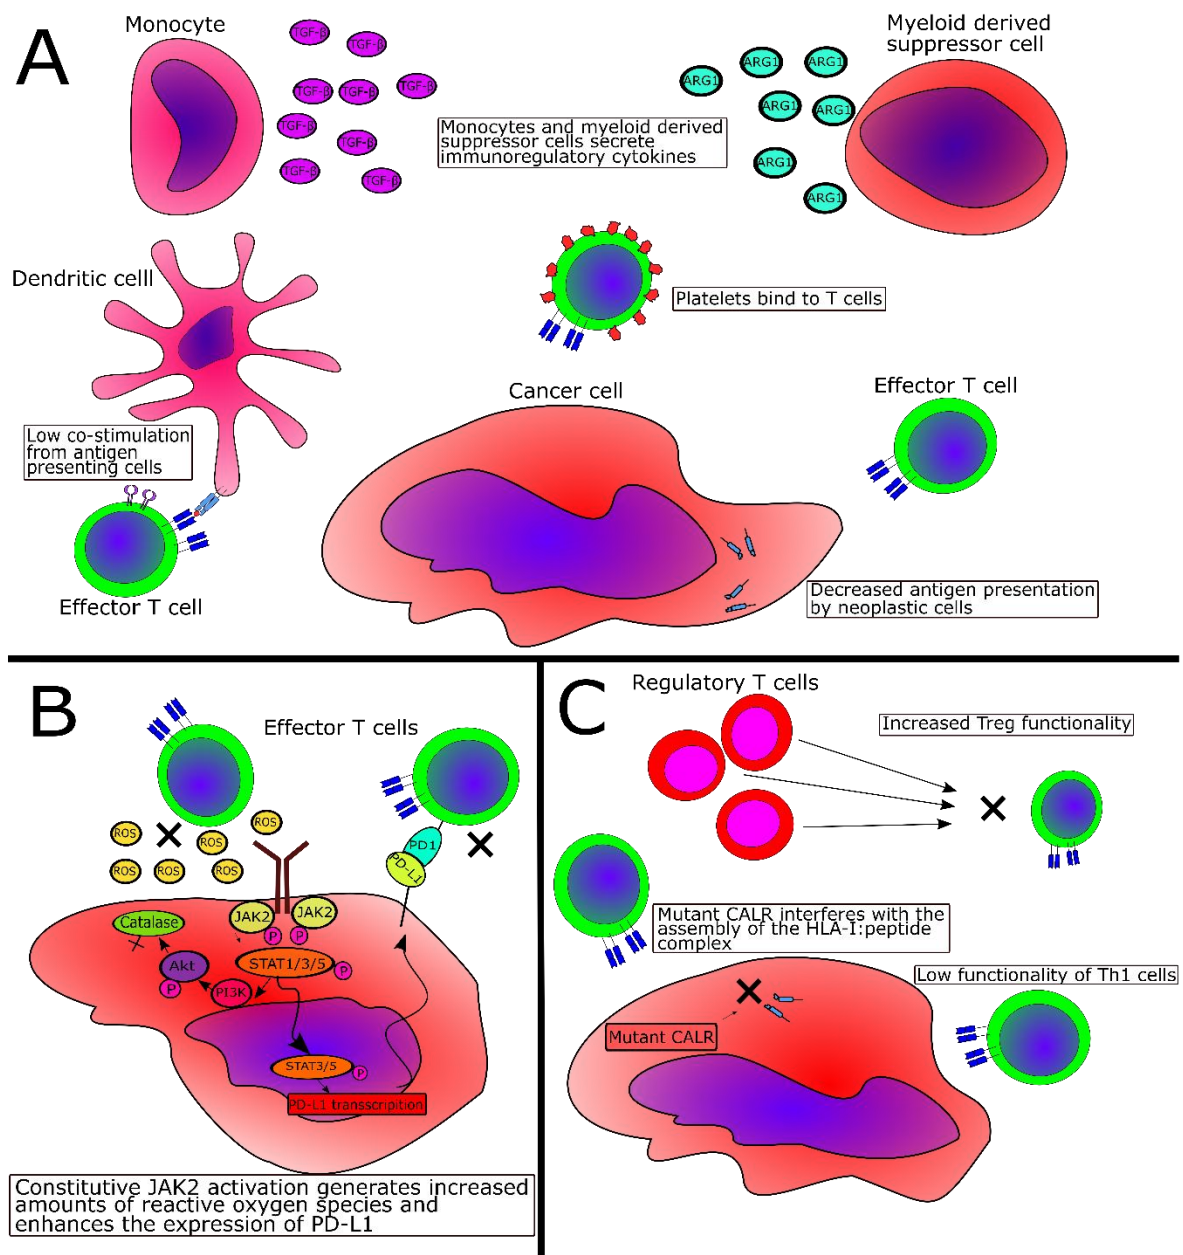 A
Monocyte
TGF-β
TGF-β
TGF-β
TGF-β
TGF-β
TGF-β
TGF-β
TGF-β
TGF-β
Monocytes and myeloid derived
suppressor cells secrete
immunoregulatory cytokines
ARG1
ARG1
ARG1
ARG1
ARG1
ARG1
ARG1
Myeloid derived
suppressor cell
Dendritic celll
Platelets bind to T cells
Low co-stimulation
from antigen
presenting cells
Effector T cell
Cancer cell
Effector T cell
Decreased antigen presentation
by neoplastic cells
B
Effector T cells
ROS
ROS
ROS
ROS
ROS
ROS
PD1
PD-L1
JAK2
JAK2
P
P
Catalase
Akt
P
PI3K
STAT1/3/5
P
STAT3/5
P
PD-L1 transscripition
Constitutive JAK2 activation generates increased
amounts of reactive oxygen species and
enhances the expression of PD-L1
C
Regulatory T cells
Increased Treg functionality
Mutant CALR interferes with the
assembly of the HLA-I:peptide
complex
Low functionality of Th1 cells
Mutant CALR